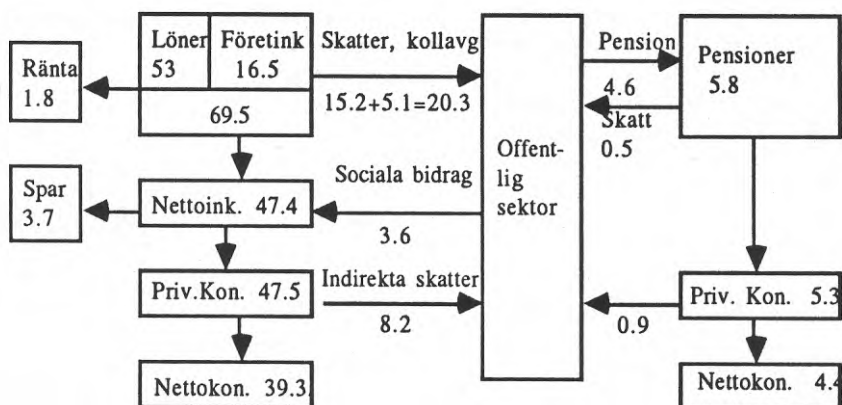 Löner
53
Företink
16.5
69.5
Ränta
1.8
Skatter, kollavg
15.2+5.1=20.3
Pension
4.6
Skatt
0.5
Pensioner
5.8
Spar
3.7
Nettoink. 47.4
Sociala bidrag
3.6
Offent-
lig
sektor
Priv.Kon. 47.5
Indirekta skatter
8.2
0.9
Priv. Kon. 5.3
Nettokon. 39.3
Nettokon. 4.4